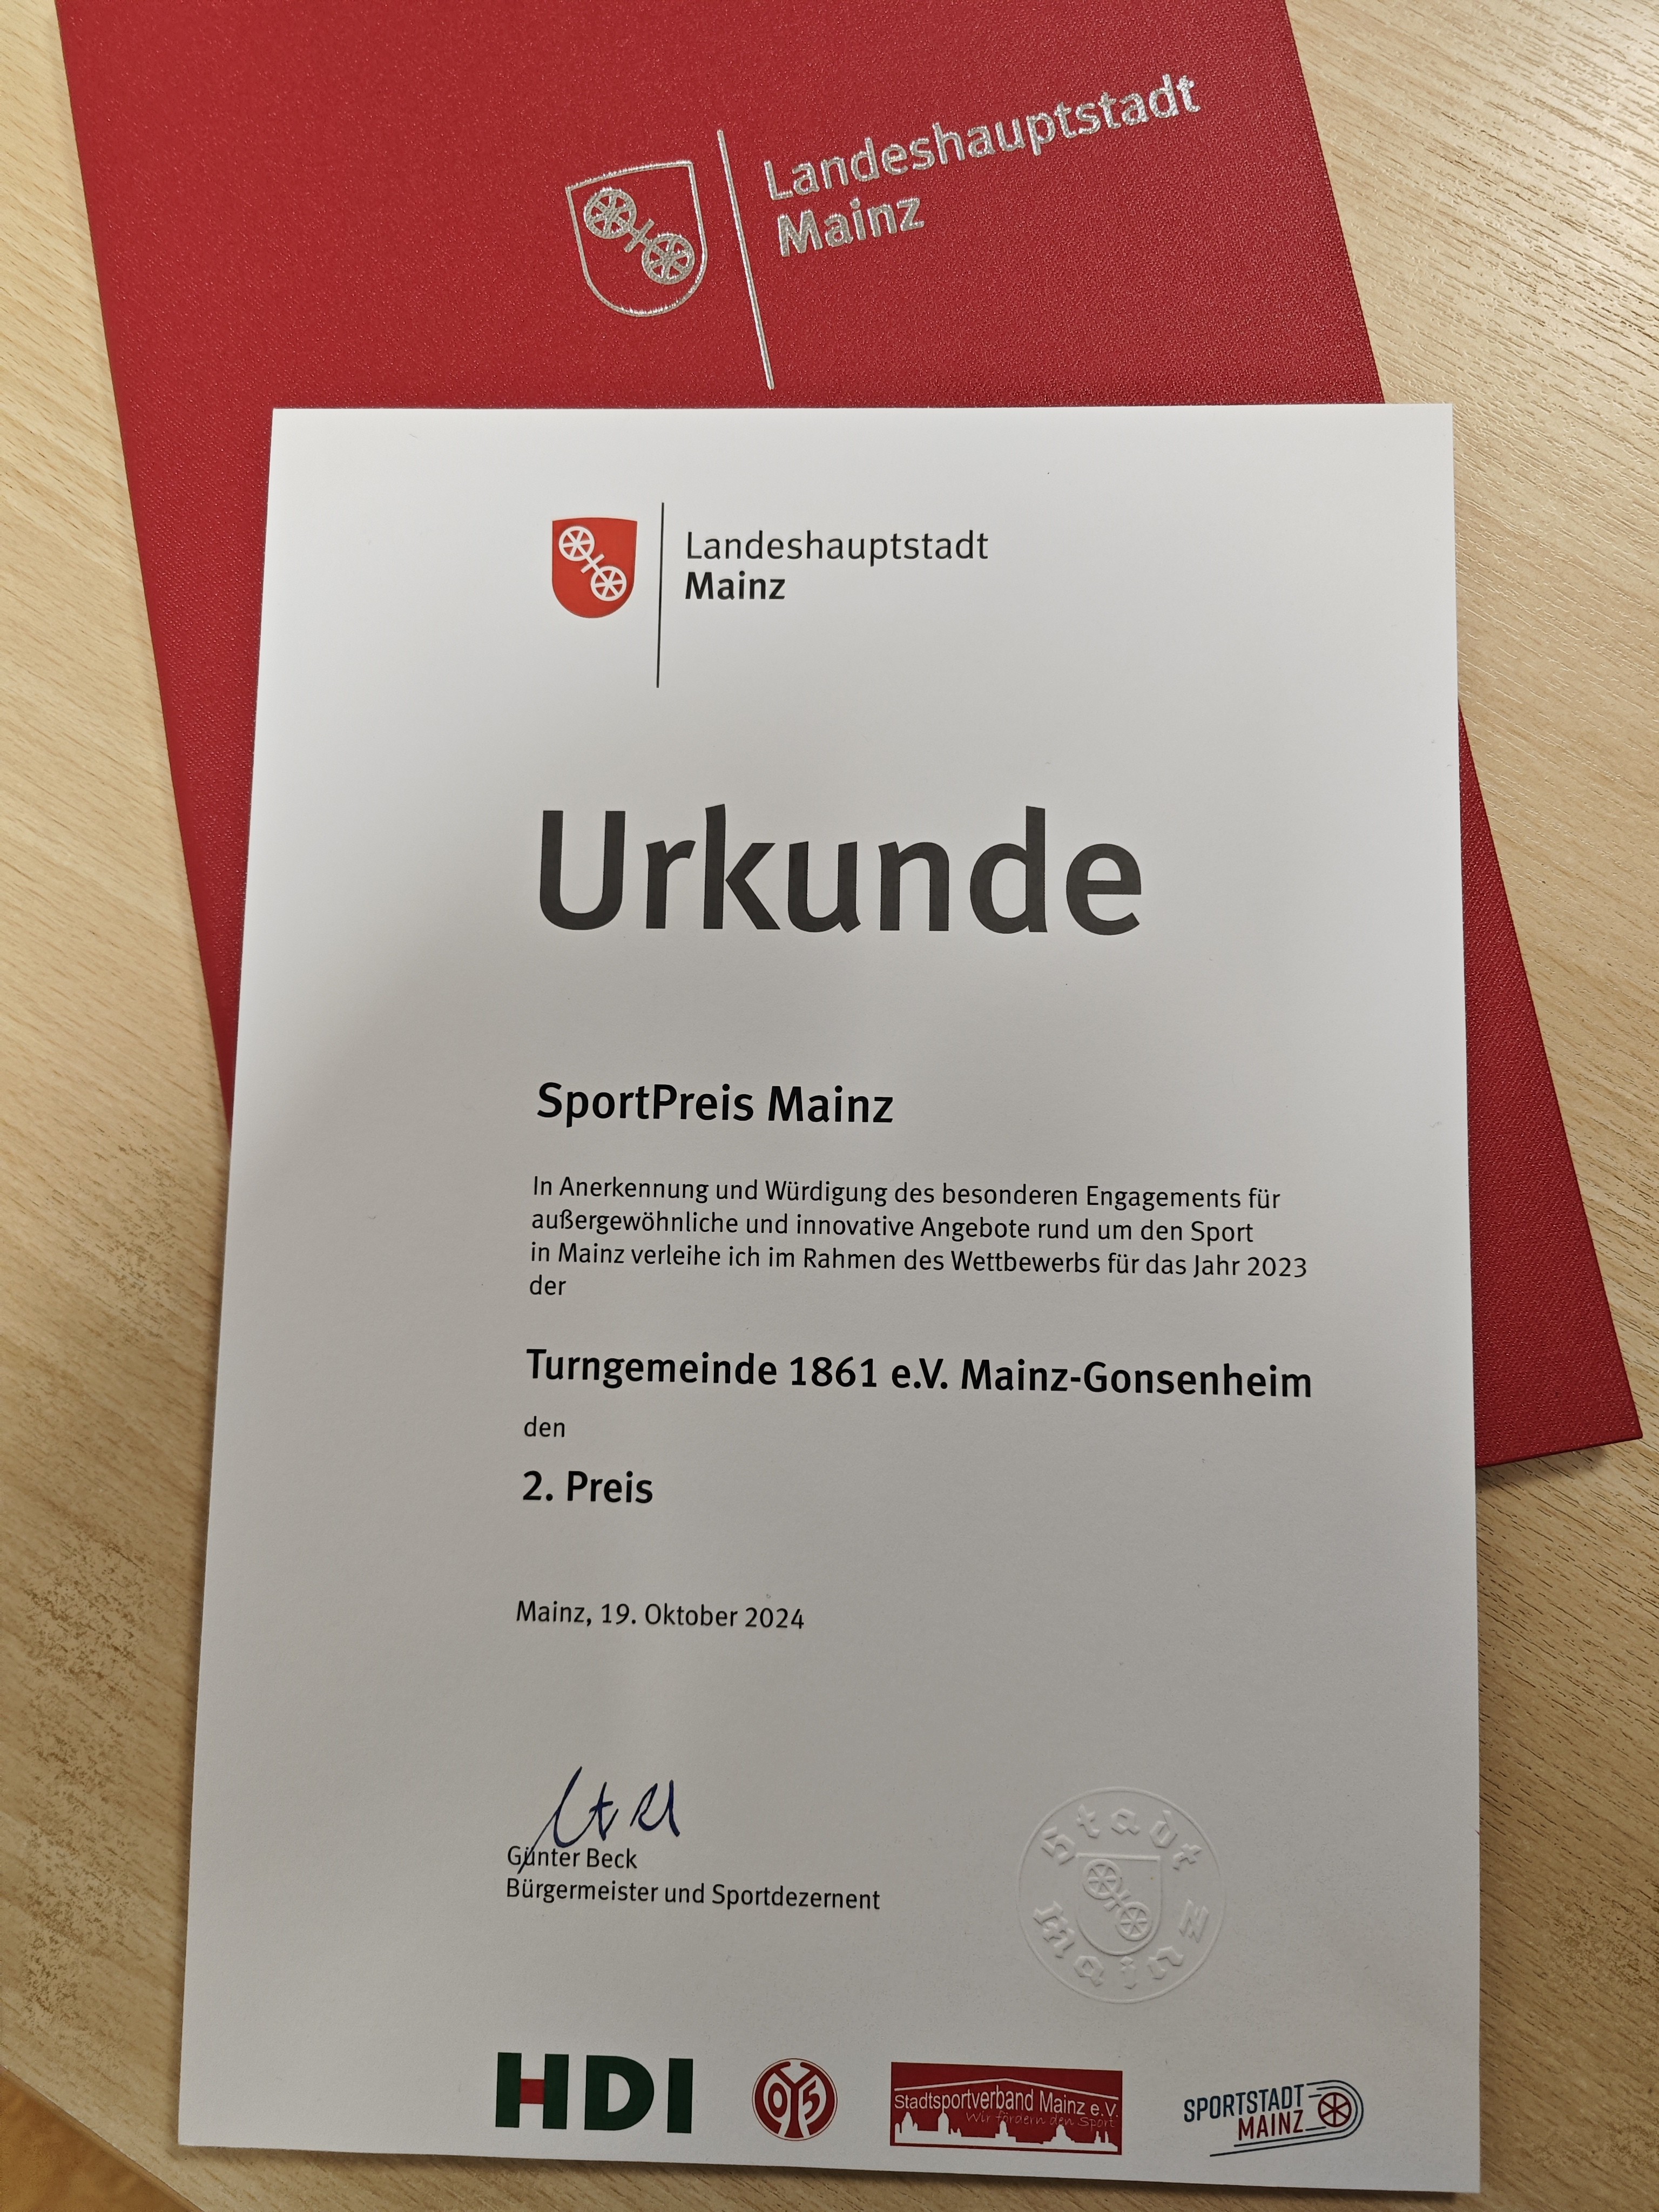 Landeshauptstadt
Mainz
Landeshauptstadt
Mainz
Urkunde
SportPreis Mainz
In Anerkennung und Würdigung des besonderen Engagements für
außergewöhnliche und innovative Angebote rund um den Sport
in Mainz verleihe ich im Rahmen des Wettbewerbs für das Jahr 2023
der
Turngemeinde 1861 e.V. Mainz-Gonsenheim
den
2. Preis
Mainz, 19. Oktober 2024
Günter Beck
Bürgermeister und Sportdezernent
Stadt
Mainz
HDI
05
Stadtsportverband Mainz e.V.
Wir fördern den Sport
SPORTSTADT
MAINZ